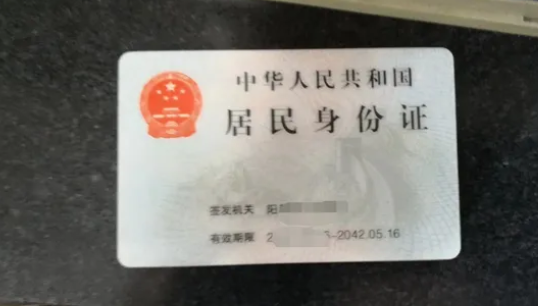 中华人民共和国
居民身份证
签发机关 阳
有效期限 2 -2042.05.16